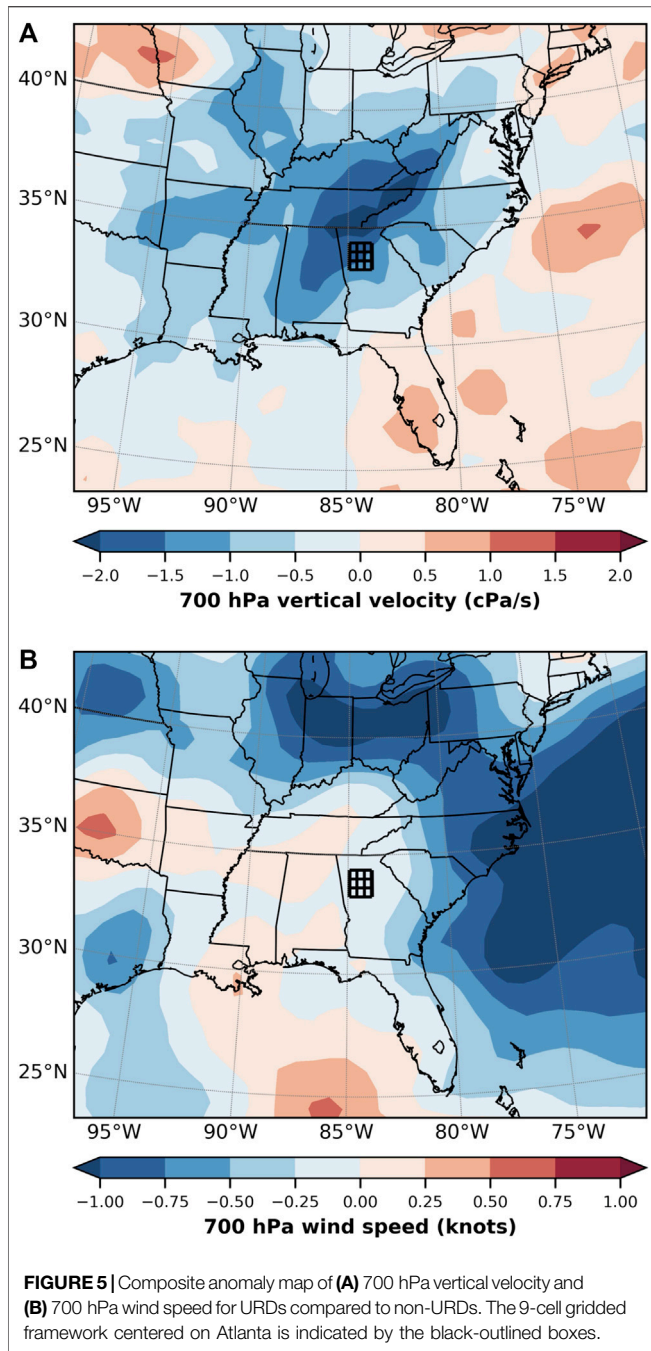 A
40°N
35°N
30°N
25°N
95°W 90°W 85°W 80°W 75°W
−2.0 −1.5 −1.0 −0.5 0.0 0.5 1.0 1.5 2.0
700 hPa vertical velocity (cPa/s)
B
40°N
35°N
30°N
25°N
95°W 90°W 85°W 80°W 75°W
−1.00 −0.75 −0.50 −0.25 0.00 0.25 0.50 0.75 1.00
700 hPa wind speed (knots)
FIGURE 5 | Composite anomaly map of (A) 700 hPa vertical velocity and
(B) 700 hPa wind speed for URDs compared to non-URDs. The 9-cell gridded
framework centered on Atlanta is indicated by the black-outlined boxes.